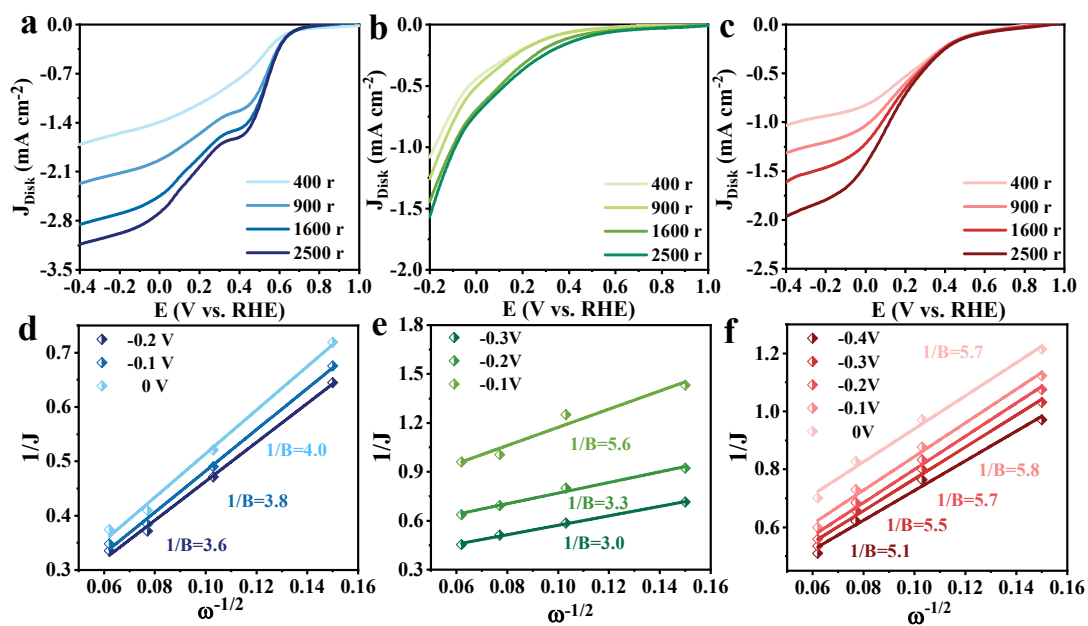 a
0.0
-0.7
-1.4
-2.1
-2.8
-3.5
J_Disk (mA cm⁻²)
400 r
900 r
1600 r
2500 r
-0.4 -0.2 0.0 0.2 0.4 0.6 0.8 1.0
E (V vs. RHE)
b
0.0
-0.5
-1.0
-1.5
-2.0
J_Disk (mA cm⁻²)
400 r
900 r
1600 r
2500 r
-0.2 0.0 0.2 0.4 0.6 0.8 1.0
E (V vs. RHE)
c
0.0
-0.5
-1.0
-1.5
-2.0
-2.5
J_Disk (mA cm⁻²)
400 r
900 r
1600 r
2500 r
-0.4 -0.2 0.0 0.2 0.4 0.6 0.8 1.0
E (V vs. RHE)
d
0.7
0.6
0.5
0.4
0.3
1/J
-0.2 V
-0.1 V
0 V
1/B=4.0
1/B=3.8
1/B=3.6
0.06 0.08 0.10 0.12 0.14 0.16
ω⁻¹/²
e
1.8
1.5
1.2
0.9
0.6
0.3
1/J
-0.3V
-0.2V
-0.1V
1/B=5.6
1/B=3.3
1/B=3.0
0.06 0.08 0.10 0.12 0.14 0.16
ω⁻¹/²
f
1.2
1.0
0.8
0.6
0.4
1/J
-0.4V
-0.3V
-0.2V
-0.1V
0V
1/B=5.7
1/B=5.8
1/B=5.7
1/B=5.5
1/B=5.1
0.06 0.08 0.10 0.12 0.14 0.16
ω⁻¹/²